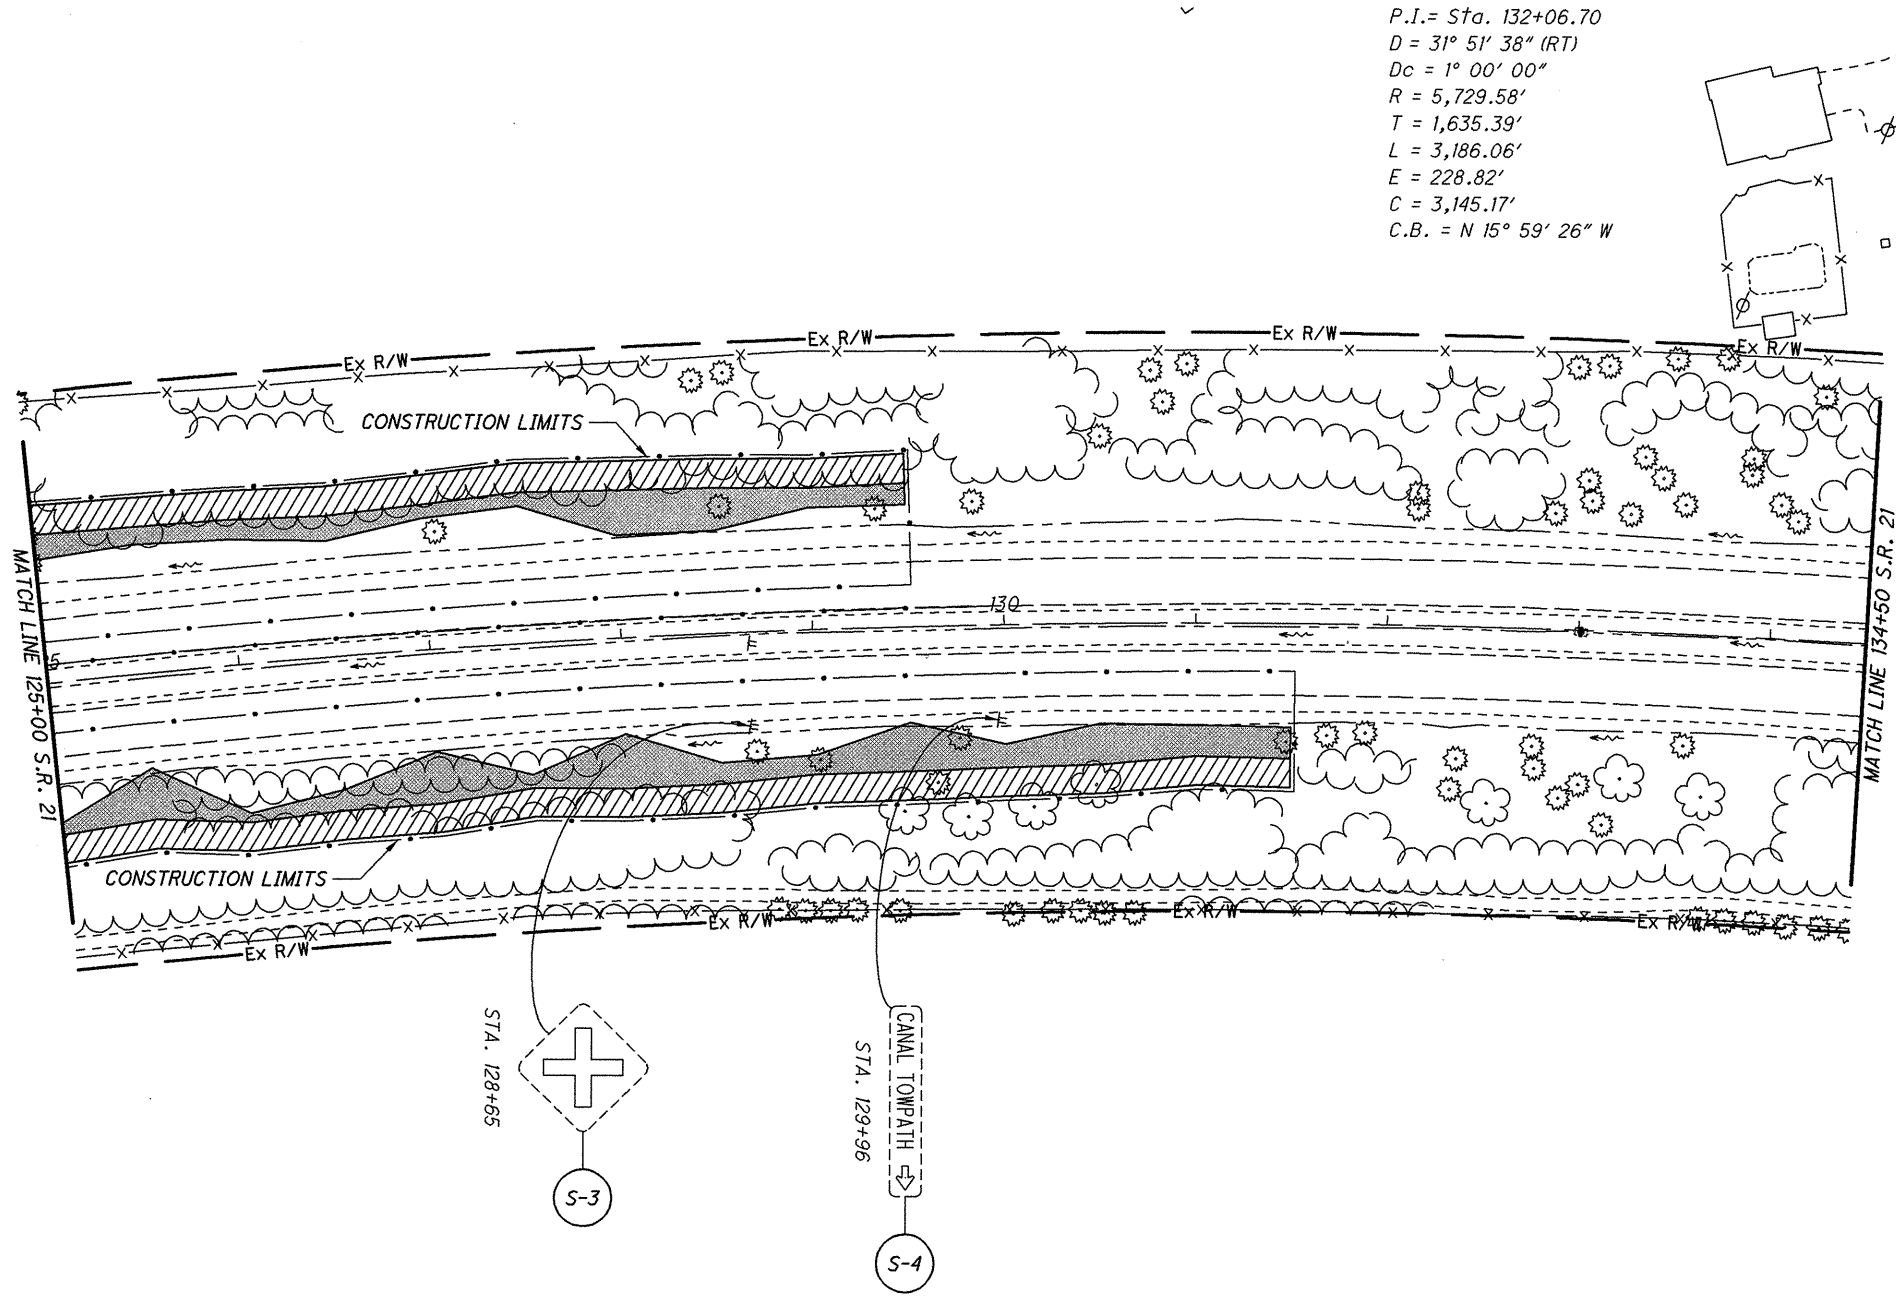 P.I.= Sta. 132+06.70
D = 31° 51' 38" (RT)
Dc = 1° 00' 00"
R = 5,729.58'
T = 1,635.39'
L = 3,186.06'
E = 228.82'
C = 3,145.17'
C.B. = N 15° 59' 26" W
Ex R/W
Ex R/W
Ex R/W
Ex R/W
CONSTRUCTION LIMITS
MATCH LINE 125+00 S.R. 21
130
MATCH LINE 134+50 S.R. 21
CONSTRUCTION LIMITS
Ex R/W
Ex R/W
Ex R/W
Ex R/W
STA. 128+65
S-3
STA. 129+96
CANAL TOWPATH
S-4